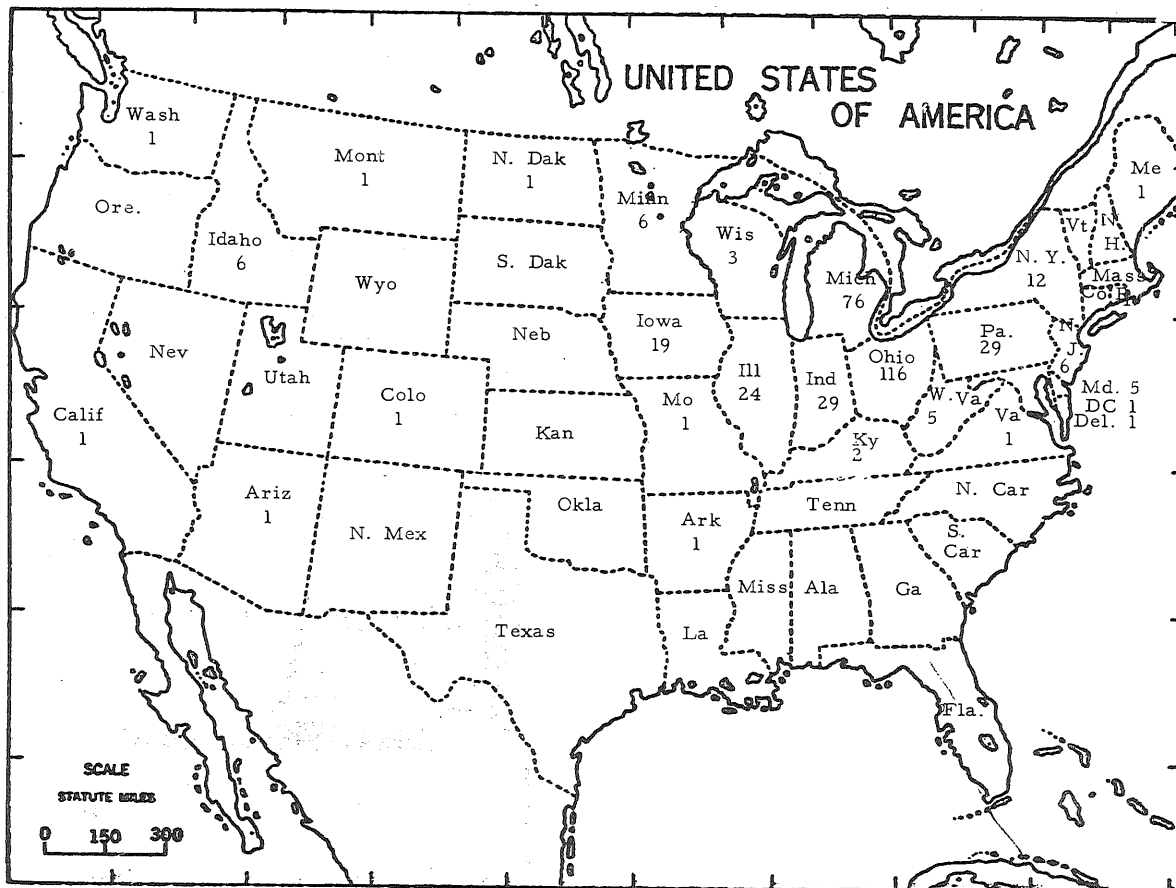 UNITED STATES
OF AMERICA
Wash
1
Mont
1
N. Dak
1
Minn
6
Me
1
Ore.
Idaho
6
Wis
3
Vt.
N.
H.
N. Y.
12
S. Dak
Wyo
Mich
76
Mass
Co
R
Iowa
19
Neb
Nev
Utah
Pa.
29
N.
J.
6
Ohio
116
Ill
24
Ind
29
Colo
1
Mo
1
W. Va
5
Md. 5
DC 1
Del. 1
Calif
1
Kan
Va
1
Ky
2
Ariz
1
N. Mex
Okla
Ark
1
Tenn
N. Car
S.
Car
Miss
Ala
Ga
Texas
La
Fla.
SCALE
STATUTE MILES
0 150 300